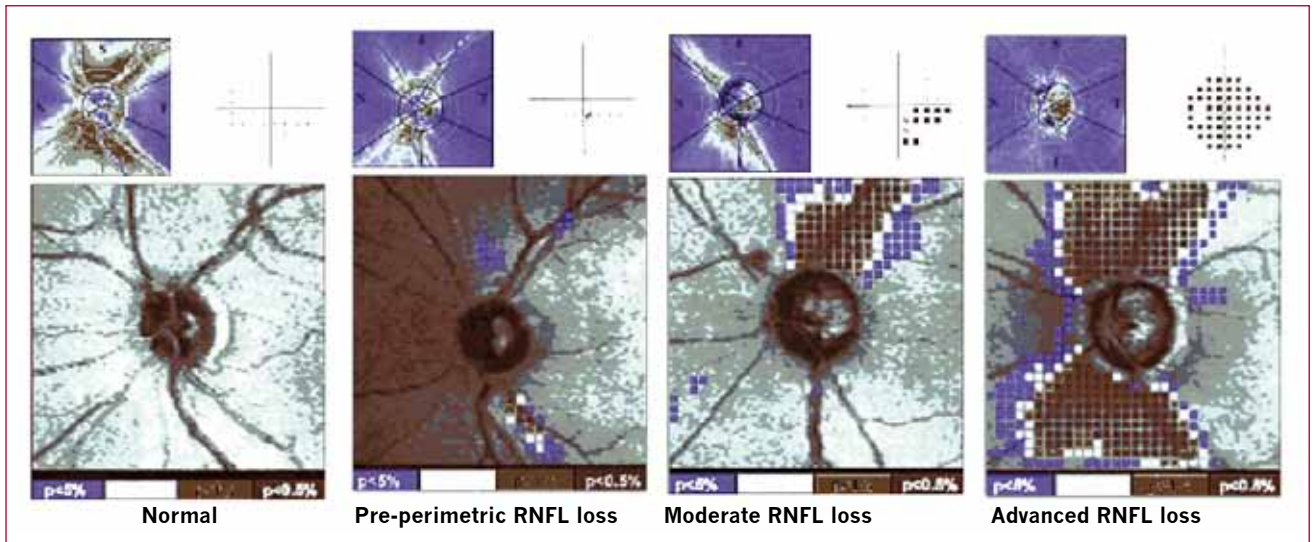 p<5%
p<0.5%
p<5%
p<0.5%
p<5%
p<0.5%
p<5%
p<0.5%
Normal
Pre-perimetric RNFL loss
Moderate RNFL loss
Advanced RNFL loss